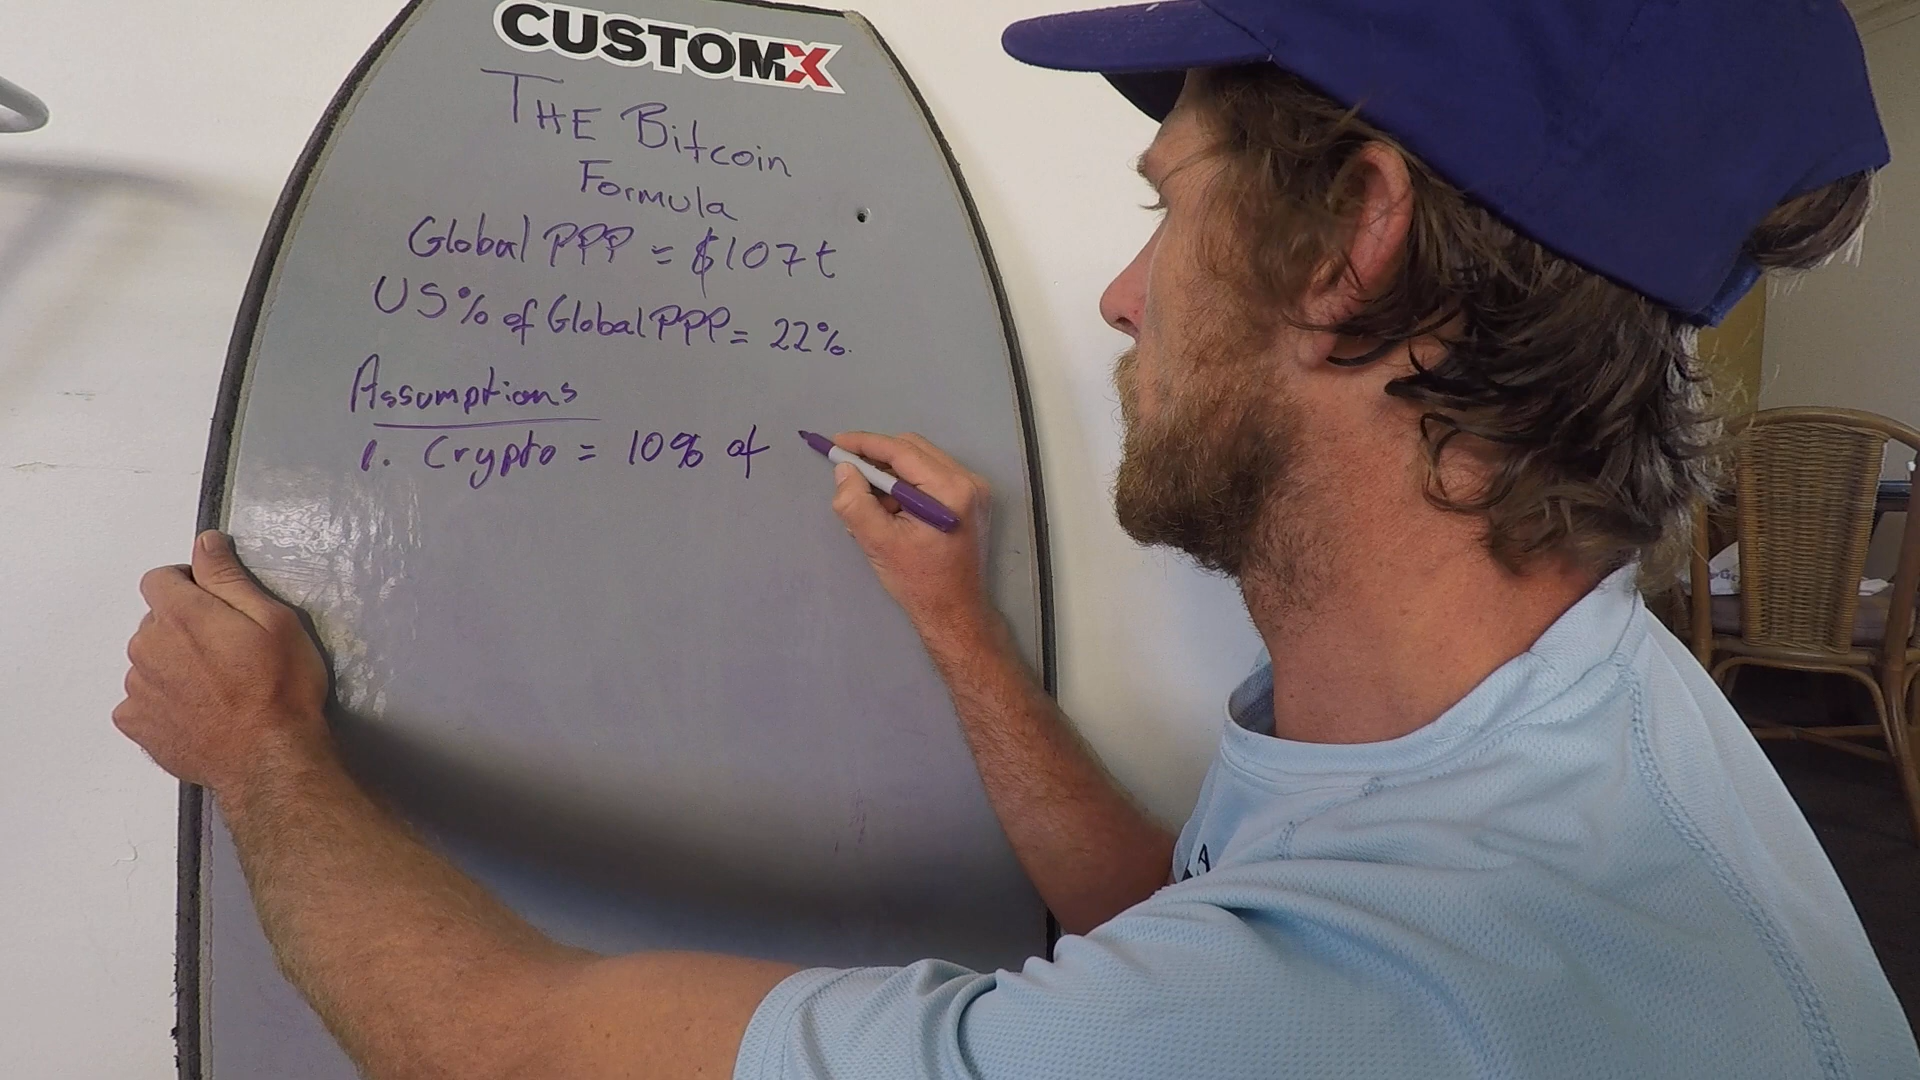 CUSTOMX
THE Bitcoin
Formula
Global PPP = $107t
US% of Global PPP = 22%.
Assumptions
1. Crypto = 10% of